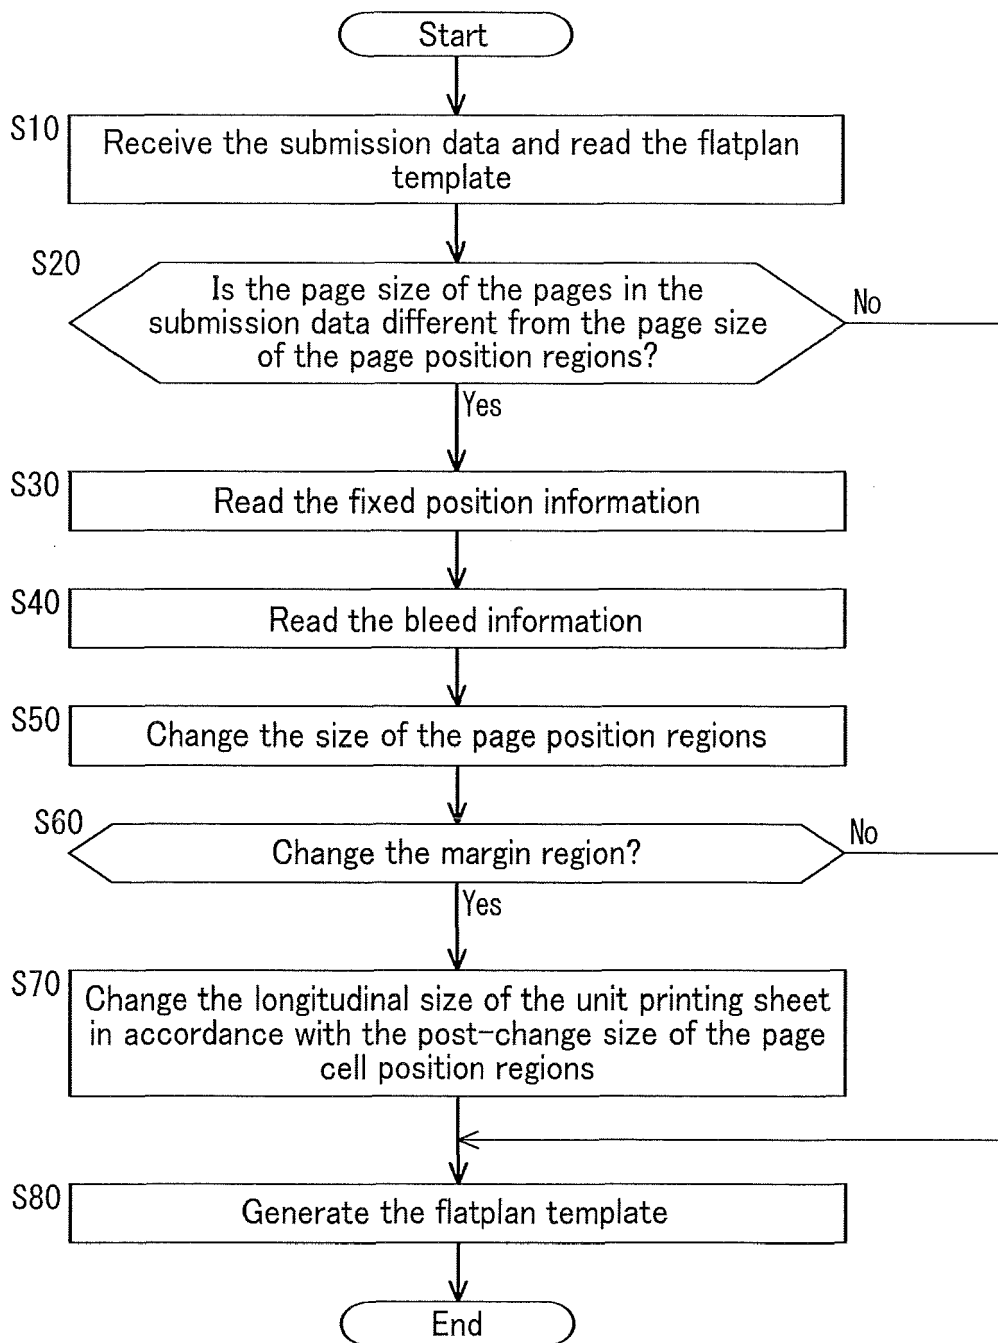 Start
S10
Receive the submission data and read the flatplan
template
S20
Is the page size of the pages in the
submission data different from the page size
of the page position regions?
No
Yes
S30
Read the fixed position information
S40
Read the bleed information
S50
Change the size of the page position regions
S60
Change the margin region?
No
Yes
S70
Change the longitudinal size of the unit printing sheet
in accordance with the post-change size of the page
cell position regions
S80
Generate the flatplan template
End